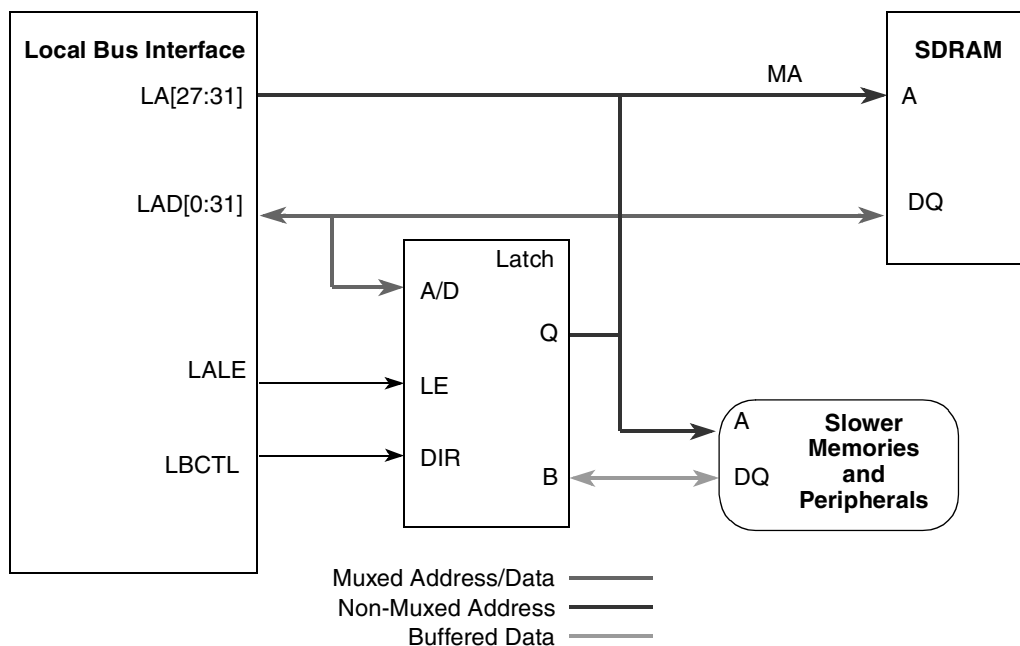 Local Bus Interface
LA[27:31]
LAD[0:31]
LALE
LBCTL
MA
SDRAM
A
DQ
Latch
A/D
Q
LE
DIR
B
A
DQ
Slower
Memories
and
Peripherals
Muxed Address/Data
Non-Muxed Address
Buffered Data